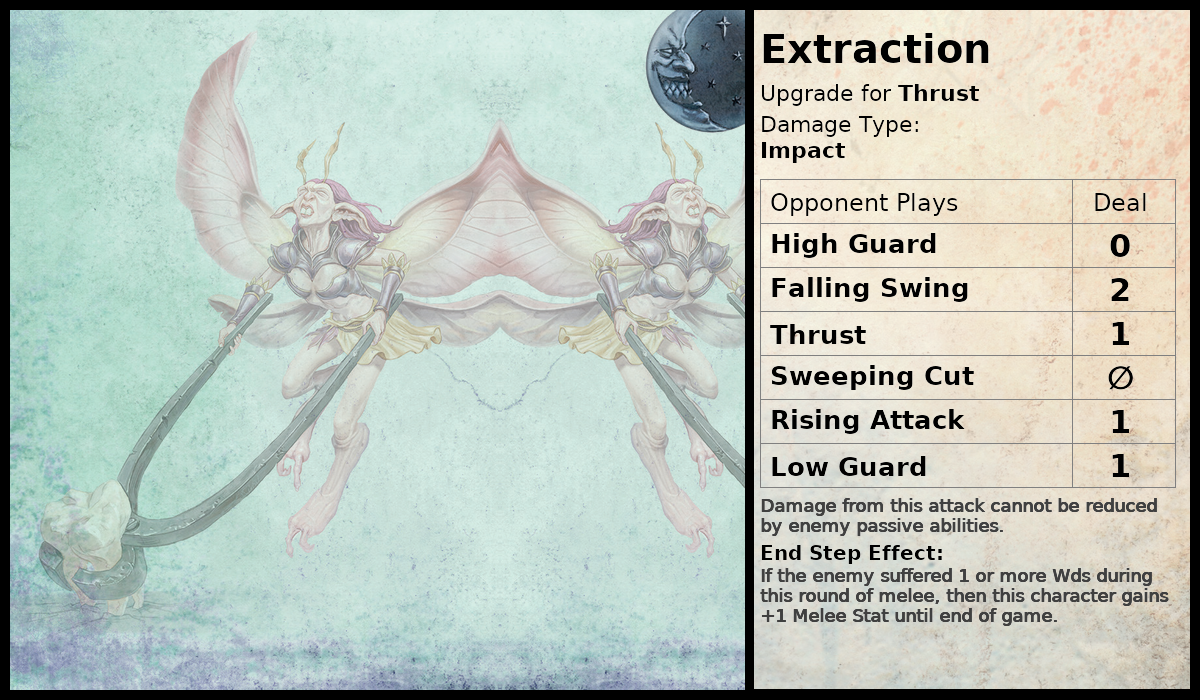 Extraction
Upgrade for Thrust
Damage Type:
Impact
Opponent Plays Deal
High Guard 0
Falling Swing 2
Thrust 1
Sweeping Cut ∅
Rising Attack 1
Low Guard 1
Damage from this attack cannot be reduced
by enemy passive abilities.
End Step Effect:
If the enemy suffered 1 or more Wds during
this round of melee, then this character gains
+1 Melee Stat until end of game.